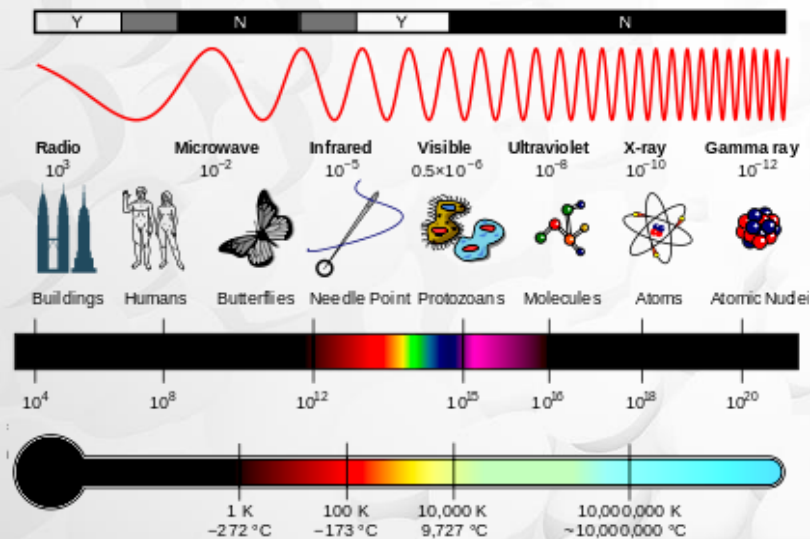 Y N Y N
Radio Microwave Infrared Visible Ultraviolet X-ray Gamma ray
10³ 10⁻² 10⁻⁵ 0.5×10⁻⁶ 10⁻⁸ 10⁻¹⁰ 10⁻¹²
Buildings Humans Butterflies Needle Point Protozoans Molecules Atoms Atomic Nuclei
10⁴ 10⁸ 10¹² 10¹⁵ 10¹⁶ 10¹⁸ 10²⁰
1 K 100 K 10,000 K 10,000,000 K
−272 °C −173 °C 9,727 °C ~10,000,000 °C